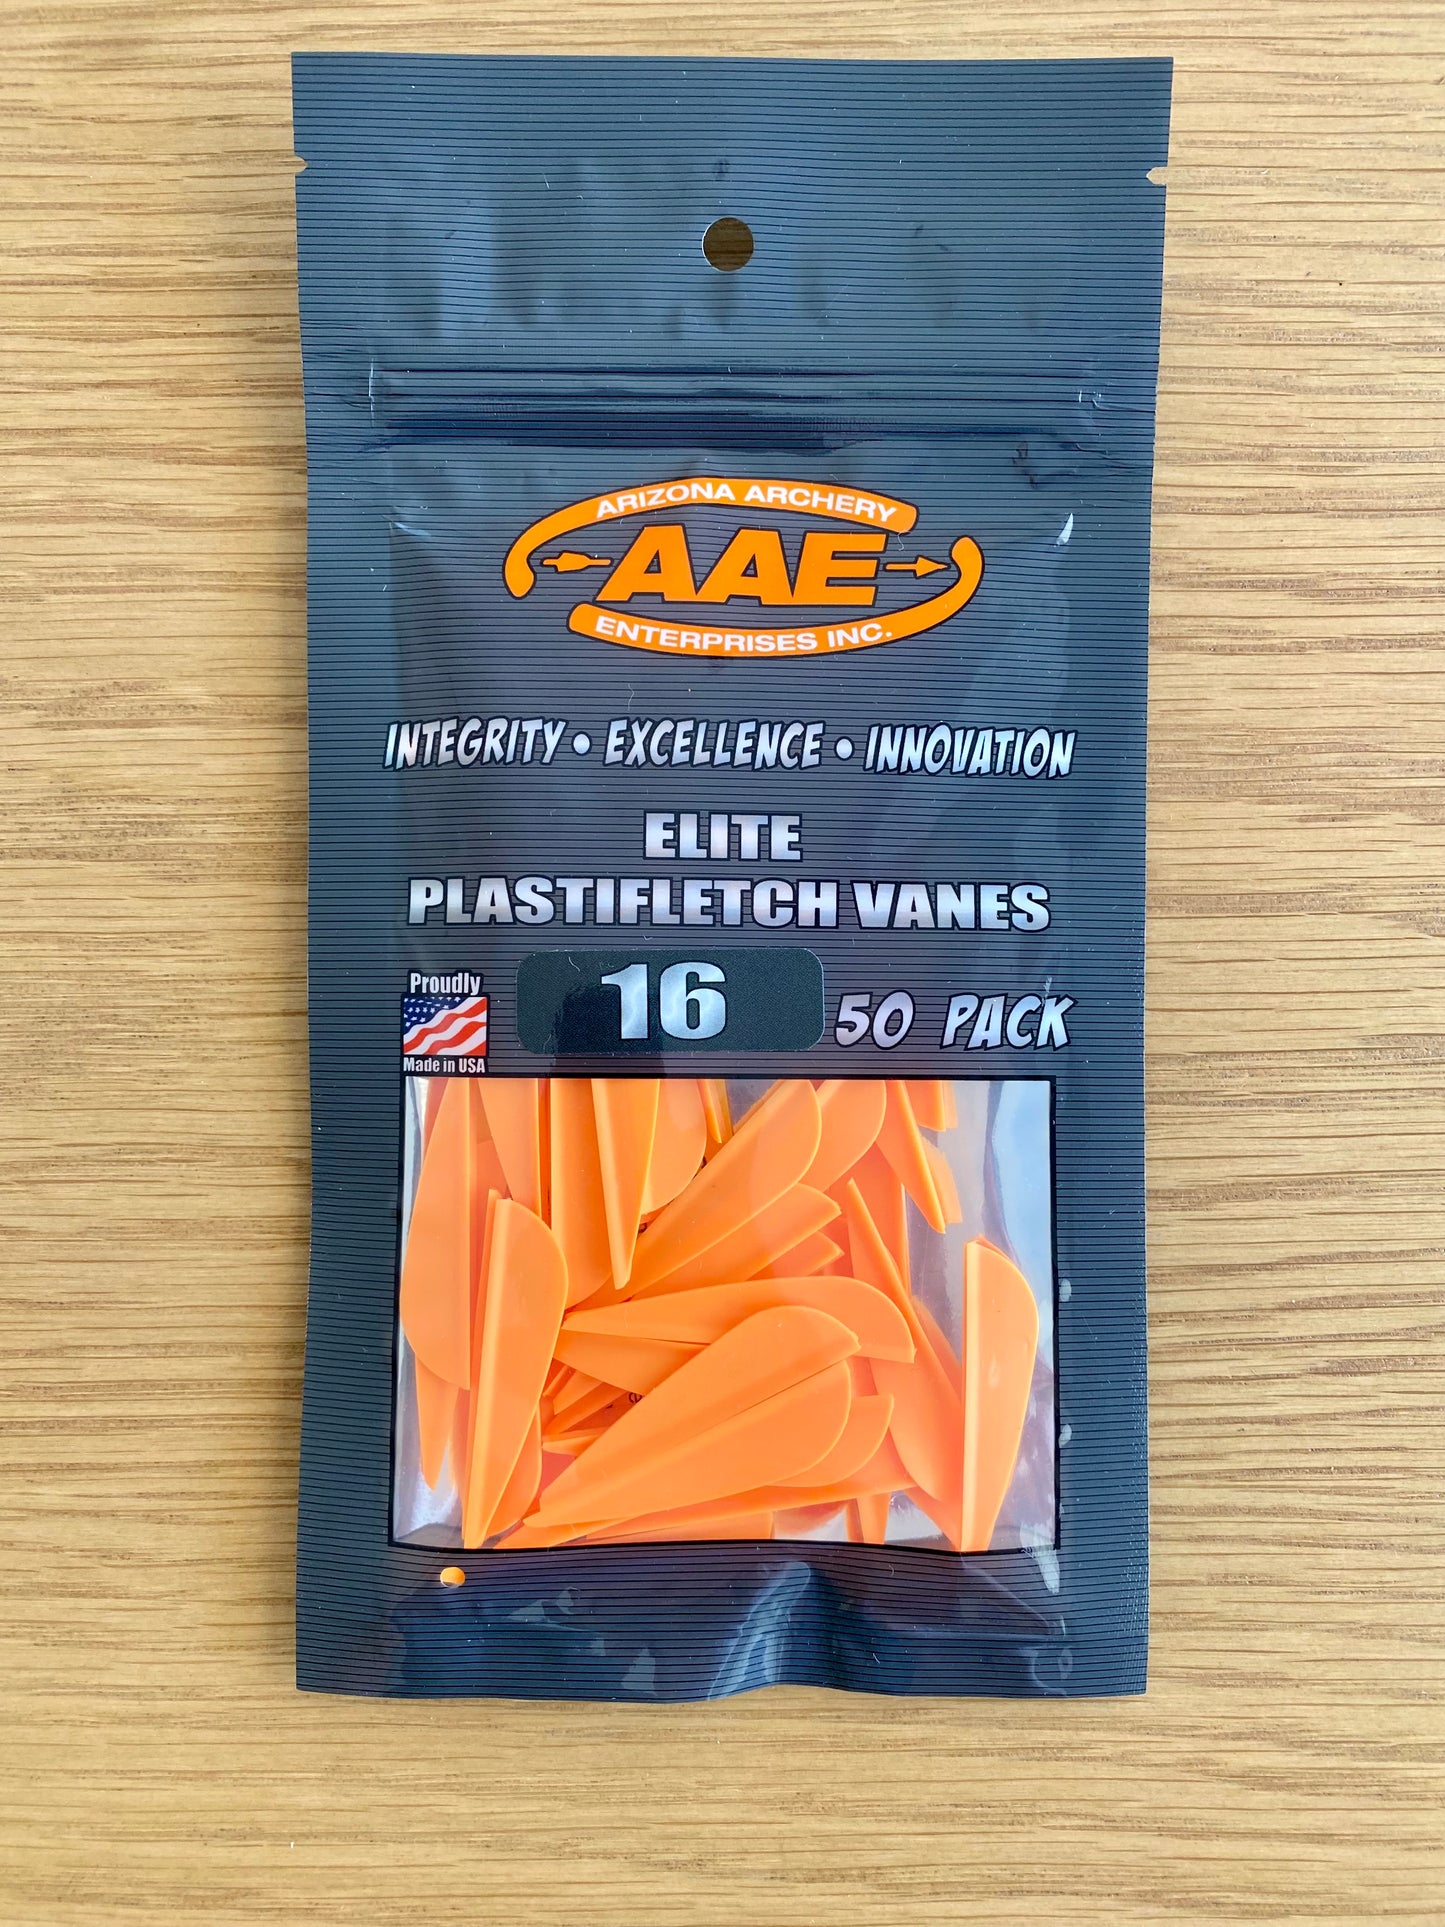 ARIZONA ARCHERY
AAE
ENTERPRISES INC.
INTEGRITY • EXCELLENCE • INNOVATION
ELITE
PLASTIFLETCH VANES
16
50 PACK
Proudly
Made in USA